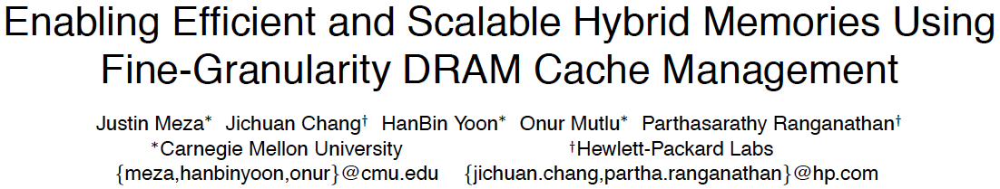 Enabling Efficient and Scalable Hybrid Memories Using
Fine-Granularity DRAM Cache Management
Justin Meza* Jichuan Chang† HanBin Yoon* Onur Mutlu* Parthasarathy Ranganathan†
*Carnegie Mellon University †Hewlett-Packard Labs
{meza,hanbinyoon,onur}@cmu.edu {jichuan.chang,partha.ranganathan}@hp.com